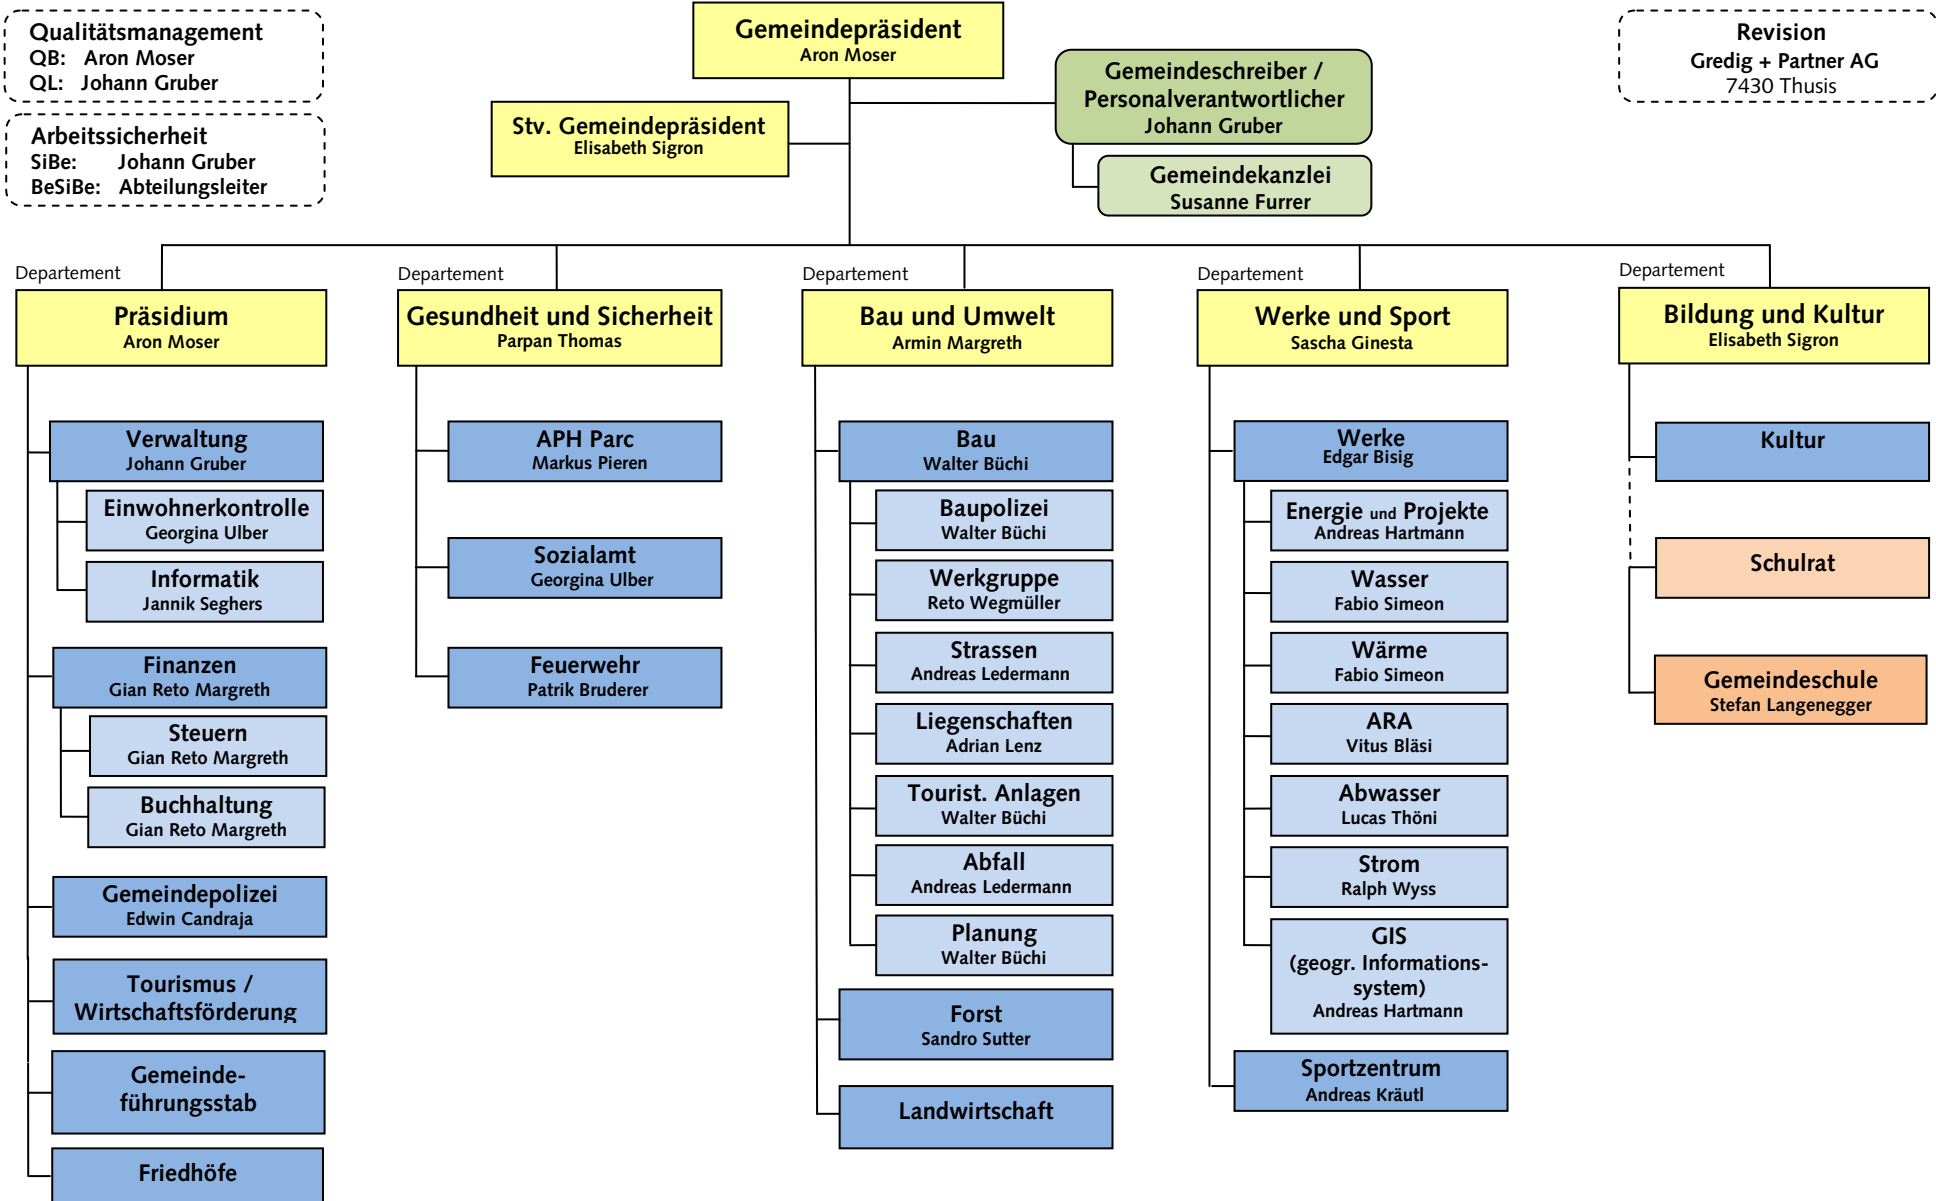 Qualitätsmanagement
QB: Aron Moser
QL: Johann Gruber
Arbeitssicherheit
SiBe: Johann Gruber
BeSiBe: Abteilungsleiter
Gemeindepräsident
Aron Moser
Stv. Gemeindepräsident
Elisabeth Sigron
Gemeindeschreiber /
Personalverantwortlicher
Johann Gruber
Gemeindekanzlei
Susanne Furrer
Revision
Gredig + Partner AG
7430 Thusis
Departement
Präsidium
Aron Moser
Verwaltung
Johann Gruber
Einwohnerkontrolle
Georgina Ulber
Informatik
Jannik Seghers
Finanzen
Gian Reto Margreth
Steuern
Gian Reto Margreth
Buchhaltung
Gian Reto Margreth
Gemeindepolizei
Edwin Candraja
Tourismus /
Wirtschaftsförderung
Gemeinde-
führungsstab
Friedhöfe
Departement
Gesundheit und Sicherheit
Parpan Thomas
APH Parc
Markus Pieren
Sozialamt
Georgina Ulber
Feuerwehr
Patrik Bruderer
Departement
Bau und Umwelt
Armin Margreth
Bau
Walter Büchi
Baupolizei
Walter Büchi
Werkgruppe
Reto Wegmüller
Strassen
Andreas Ledermann
Liegenschaften
Adrian Lenz
Tourist. Anlagen
Walter Büchi
Abfall
Andreas Ledermann
Planung
Walter Büchi
Forst
Sandro Sutter
Landwirtschaft
Departement
Werke und Sport
Sascha Ginesta
Werke
Edgar Bisig
Energie und Projekte
Andreas Hartmann
Wasser
Fabio Simeon
Wärme
Fabio Simeon
ARA
Vitus Bläsi
Abwasser
Lucas Thöni
Strom
Ralph Wyss
GIS
(geogr. Informations-
system)
Andreas Hartmann
Sportzentrum
Andreas Kräutl
Departement
Bildung und Kultur
Elisabeth Sigron
Kultur
Schulrat
Gemeindeschule
Stefan Langenegger